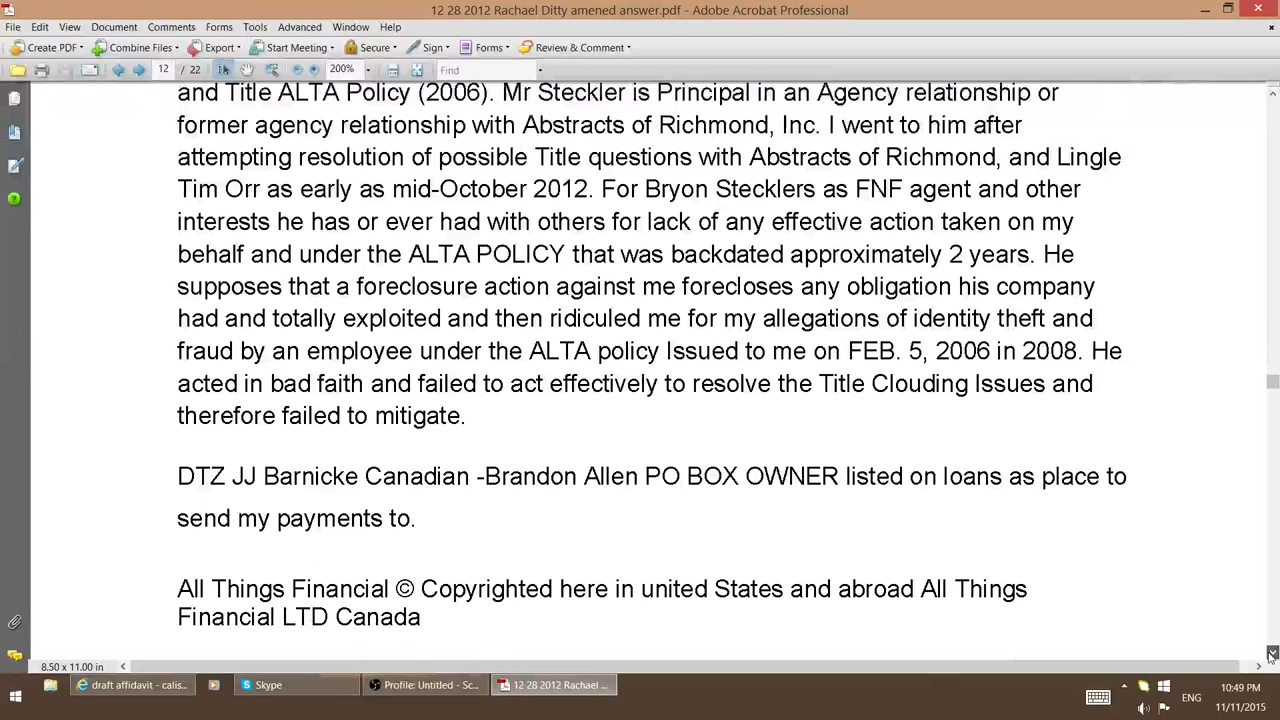 12 28 2012 Rachael Ditty amened answer.pdf - Adobe Acrobat Professional
File Edit View Document Comments Forms Tools Advanced Window Help
Create PDF Combine Files Export Start Meeting Secure Sign Forms Review & Comment
12 / 22 200% Find
and Title ALTA Policy (2006). Mr Steckler is Principal in an Agency relationship or
former agency relationship with Abstracts of Richmond, Inc. I went to him after
attempting resolution of possible Title questions with Abstracts of Richmond, and Lingle
Tim Orr as early as mid-October 2012. For Bryon Stecklers as FNF agent and other
interests he has or ever had with others for lack of any effective action taken on my
behalf and under the ALTA POLICY that was backdated approximately 2 years. He
supposes that a foreclosure action against me forecloses any obligation his company
had and totally exploited and then ridiculed me for my allegations of identity theft and
fraud by an employee under the ALTA policy Issued to me on FEB. 5, 2006 in 2008. He
acted in bad faith and failed to act effectively to resolve the Title Clouding Issues and
therefore failed to mitigate.
DTZ JJ Barnicke Canadian -Brandon Allen PO BOX OWNER listed on loans as place to
send my payments to.
All Things Financial © Copyrighted here in united States and abroad All Things
Financial LTD Canada
8.50 x 11.00 in
draft affidavit - calis... Skype Profile: Untitled - Sc... 12 28 2012 Rachael ... ENG 10:49 PM
11/11/2015